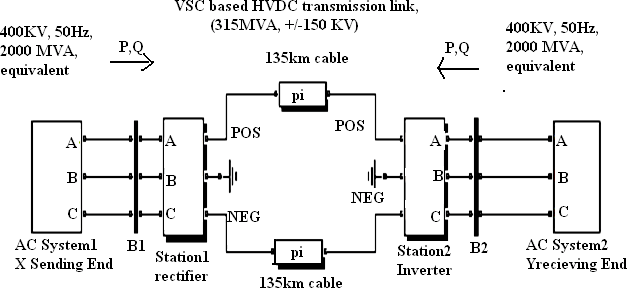 VSC based HVDC transmission link,
(315MVA, +/-150 KV)
400KV, 50Hz,
2000 MVA,
equivalent
P,Q
135km cable
pi
P,Q
400KV, 50Hz,
2000 MVA,
equivalent
A
A
POS
POS
A
A
B
B
B
B
C
C
NEG
NEG
C
C
AC System1
X Sending End
B1
Station1
rectifier
pi
135km cable
Station2
Inverter
B2
AC System2
Yrecieving End